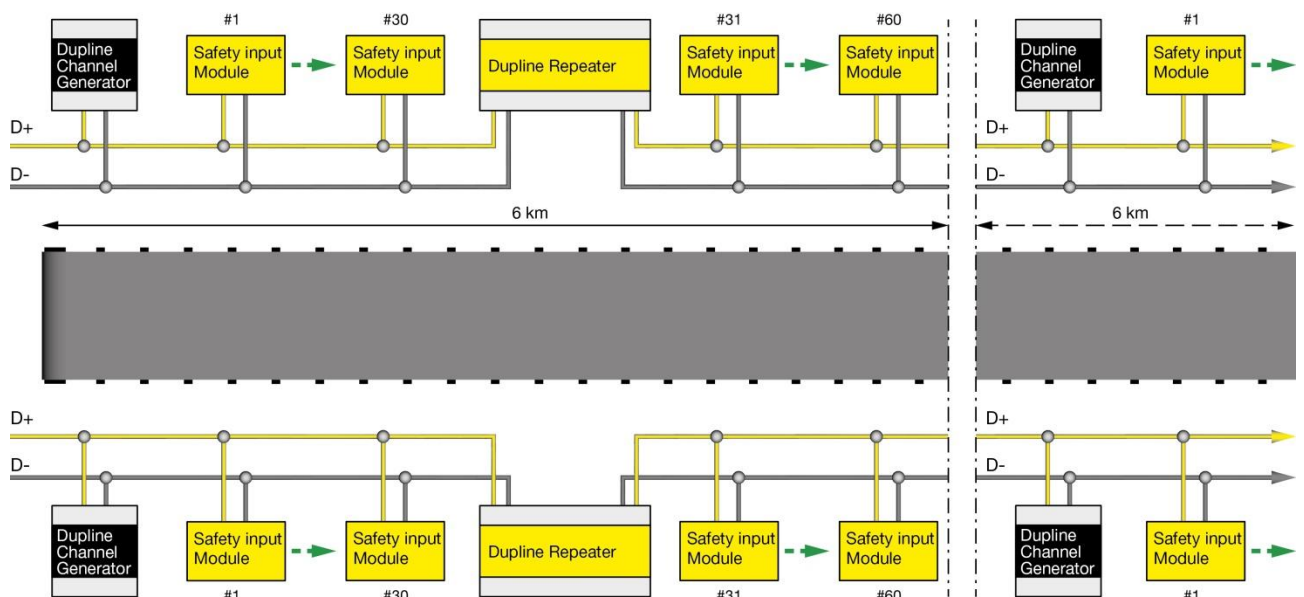 #1
#30
#31
#60
#1
Dupline
Channel
Generator
Safety input
Module
Safety input
Module
Dupline Repeater
Safety input
Module
Safety input
Module
Dupline
Channel
Generator
Safety input
Module
D+
D+
D-
D-
6 km
6 km
D+
D+
D-
D-
Dupline
Channel
Generator
Safety input
Module
Safety input
Module
Dupline Repeater
Safety input
Module
Safety input
Module
Dupline
Channel
Generator
Safety input
Module
#1
#30
#31
#60
#1